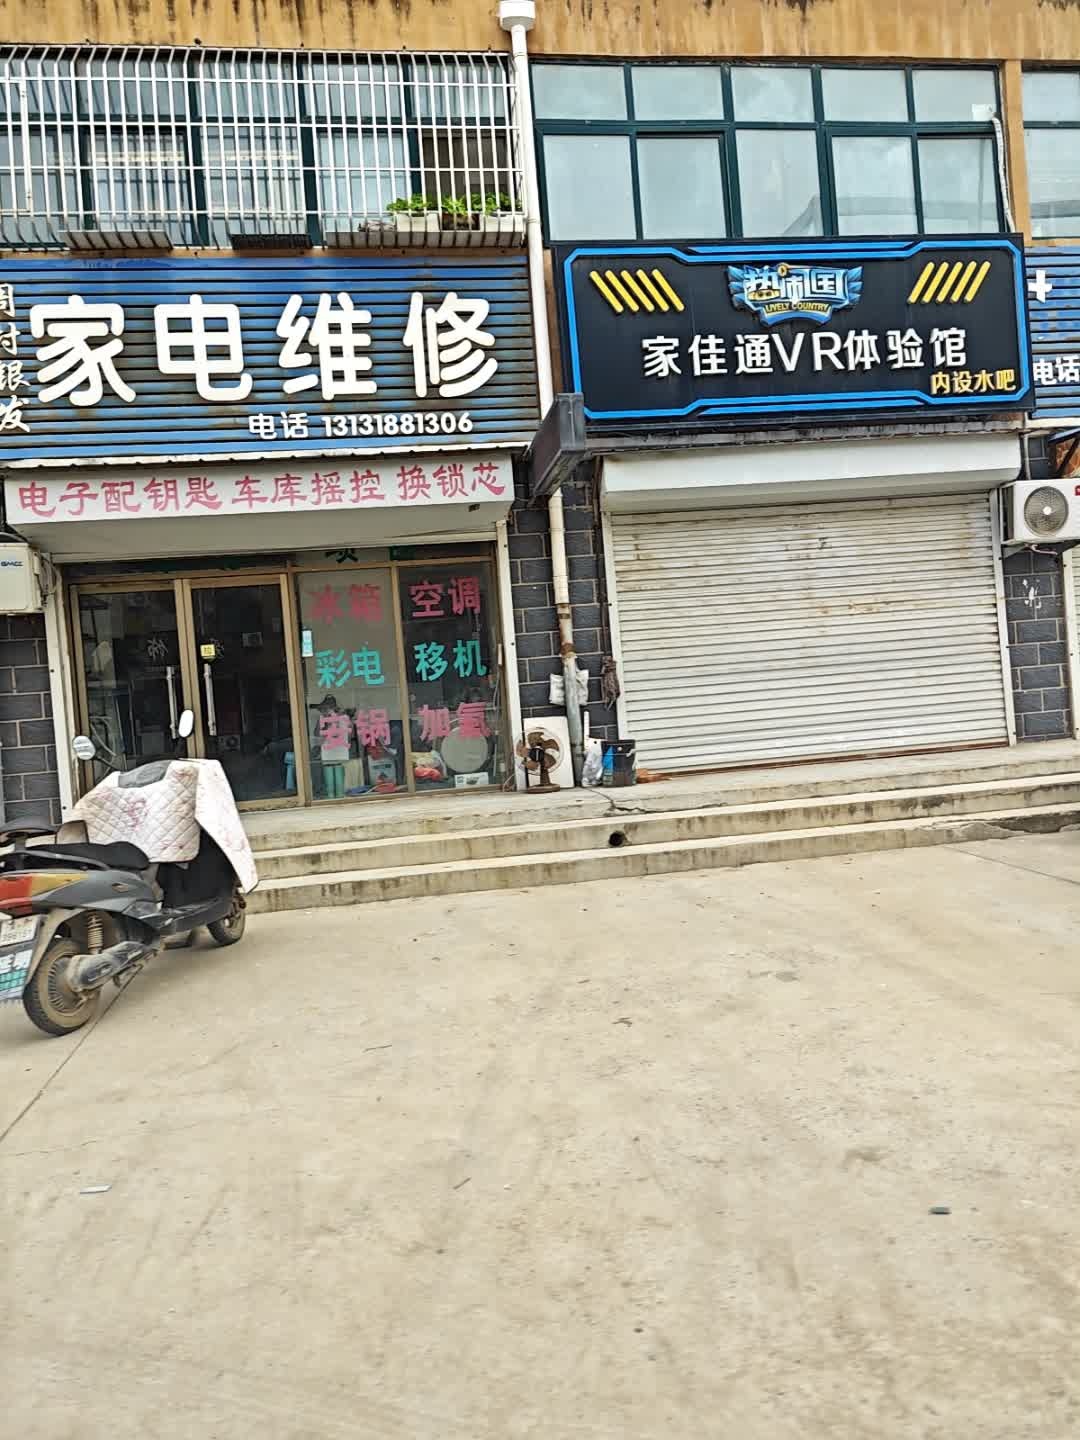 家电维修
电话 13131881306
电子配钥匙 车库摇控 换锁芯
冰箱 空调
彩电 移机
安锅 加氟
GMCC
热闹国
LIVELY COUNTRY
家佳通VR体验馆
内设水吧
电话